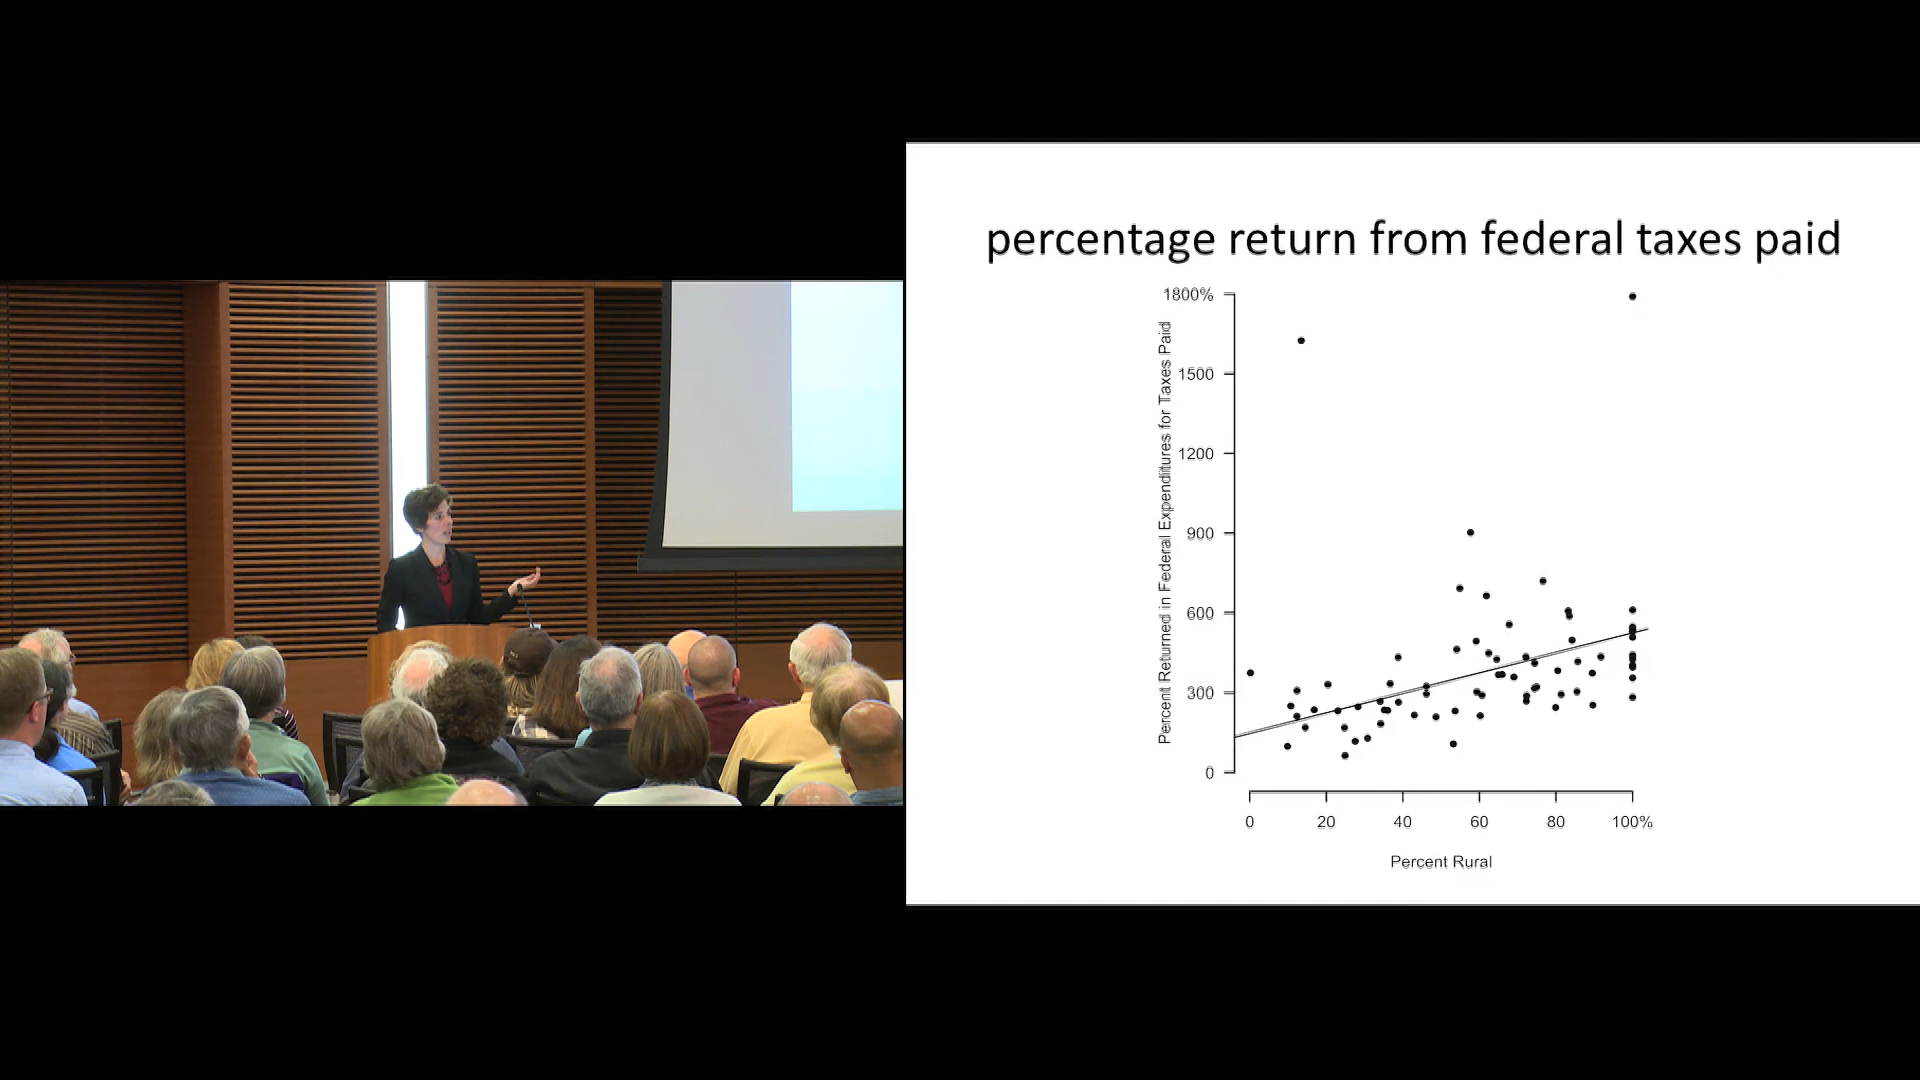 percentage return from federal taxes paid
Percent Returned in Federal Expenditures for Taxes Paid
1800%
1500
1200
900
600
300
0
0 20 40 60 80 100%
Percent Rural